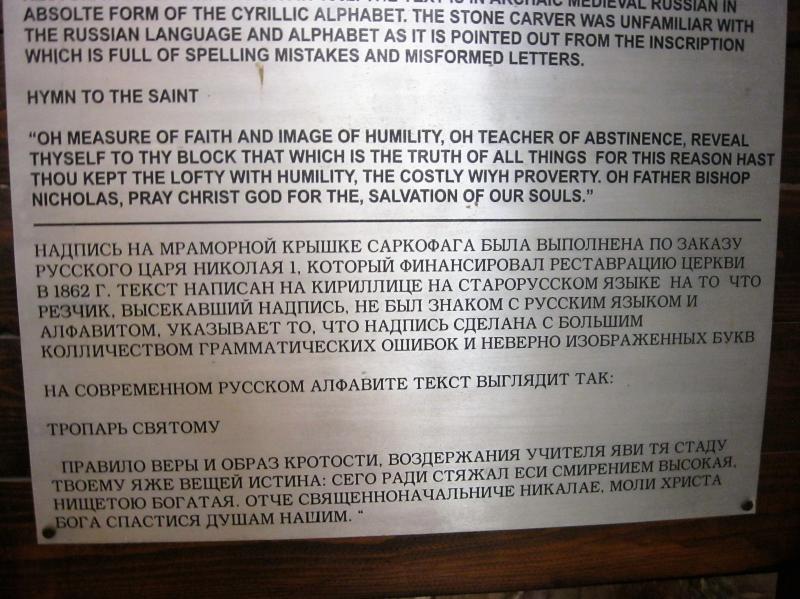 TEXT IS IN ARCHAIC MEDIEVAL RUSSIAN IN
ABSOLTE FORM OF THE CYRILLIC ALPHABET. THE STONE CARVER WAS UNFAMILIAR WITH
THE RUSSIAN LANGUAGE AND ALPHABET AS IT IS POINTED OUT FROM THE INSCRIPTION
WHICH IS FULL OF SPELLING MISTAKES AND MISFORMED LETTERS.
HYMN TO THE SAINT
“OH MEASURE OF FAITH AND IMAGE OF HUMILITY, OH TEACHER OF ABSTINENCE, REVEAL
THYSELF TO THY BLOCK THAT WHICH IS THE TRUTH OF ALL THINGS FOR THIS REASON HAST
THOU KEPT THE LOFTY WITH HUMILITY, THE COSTLY WIYH PROVERTY. OH FATHER BISHOP
NICHOLAS, PRAY CHRIST GOD FOR THE, SALVATION OF OUR SOULS.”
НАДПИСЬ НА МРАМОРНОЙ КРЫШКЕ САРКОФАГА БЫЛА ВЫПОЛНЕНА ПО ЗАКАЗУ
РУССКОГО ЦАРЯ НИКОЛАЯ 1, КОТОРЫЙ ФИНАНСИРОВАЛ РЕСТАВРАЦИЮ ЦЕРКВИ
В 1862 Г. ТЕКСТ НАПИСАН НА КИРИЛЛИЦЕ НА СТАРОРУССКОМ ЯЗЫКЕ НА ТО ЧТО
РЕЗЧИК, ВЫСЕКАВШИЙ НАДПИСЬ, НЕ БЫЛ ЗНАКОМ С РУССКИМ ЯЗЫКОМ И
АЛФАВИТОМ, УКАЗЫВАЕТ ТО, ЧТО НАДПИСЬ СДЕЛАНА С БОЛЬШИМ
КОЛЛИЧЕСТВОМ ГРАММАТИЧЕСКИХ ОШИБОК И НЕВЕРНО ИЗОБРАЖЕННЫХ БУКВ
НА СОВРЕМЕННОМ РУССКОМ АЛФАВИТЕ ТЕКСТ ВЫГЛЯДИТ ТАК:
ТРОПАРЬ СВЯТОМУ
ПРАВИЛО ВЕРЫ И ОБРАЗ КРОТОСТИ, ВОЗДЕРЖАНИЯ УЧИТЕЛЯ ЯВИ ТЯ СТАДУ
ТВОЕМУ ЯЖЕ ВЕЩЕЙ ИСТИНА: СЕГО РАДИ СТЯЖАЛ ЕСИ СМИРЕНИЕМ ВЫСОКАЯ,
НИЩЕТОЮ БОГАТАЯ. ОТЧЕ СВЯЩЕННОНАЧАЛЬНИЧЕ НИКАЛАЕ, МОЛИ ХРИСТА
БОГА СПАСТИСЯ ДУШАМ НАШИМ. “